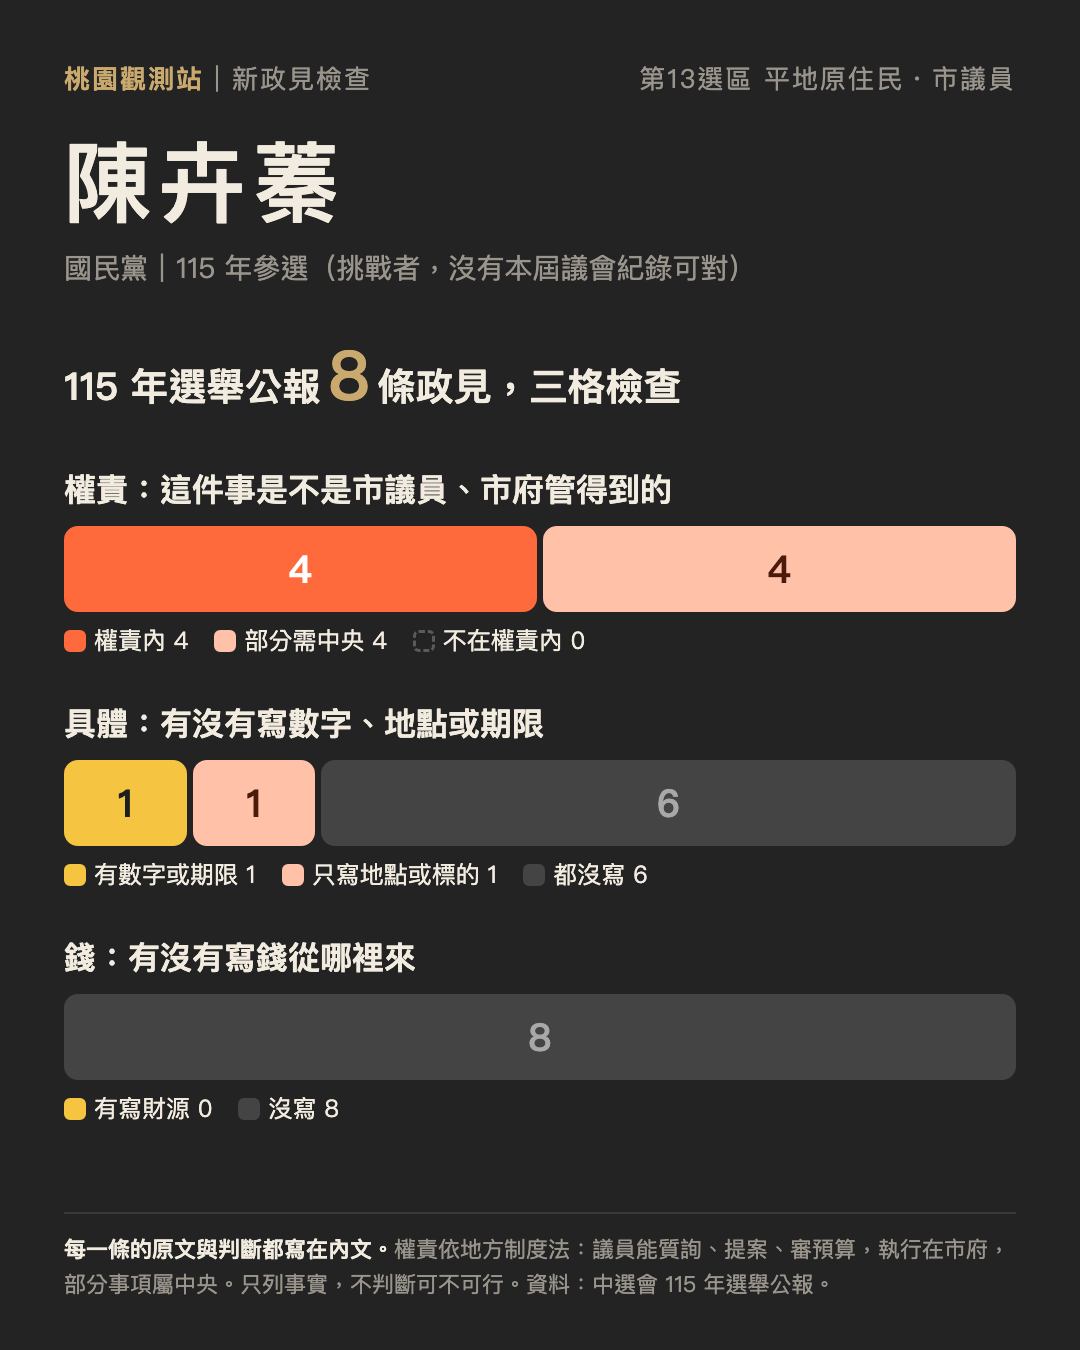 桃園觀測站｜新政見檢查
第13選區 平地原住民・市議員
陳卉蓁
國民黨｜115 年參選（挑戰者，沒有本屆議會紀錄可對）
115 年選舉公報 8 條政見，三格檢查
權責：這件事是不是市議員、市府管得到的
4 4
權責內 4 部分需中央 4 不在權責內 0
具體：有沒有寫數字、地點或期限
1 1 6
有數字或期限 1 只寫地點或標的 1 都沒寫 6
錢：有沒有寫錢從哪裡來
8
有寫財源 0 沒寫 8
每一條的原文與判斷都寫在內文。權責依地方制度法：議員能質詢、提案、審預算，執行在市府，
部分事項屬中央。只列事實，不判斷可不可行。資料：中選會 115 年選舉公報。